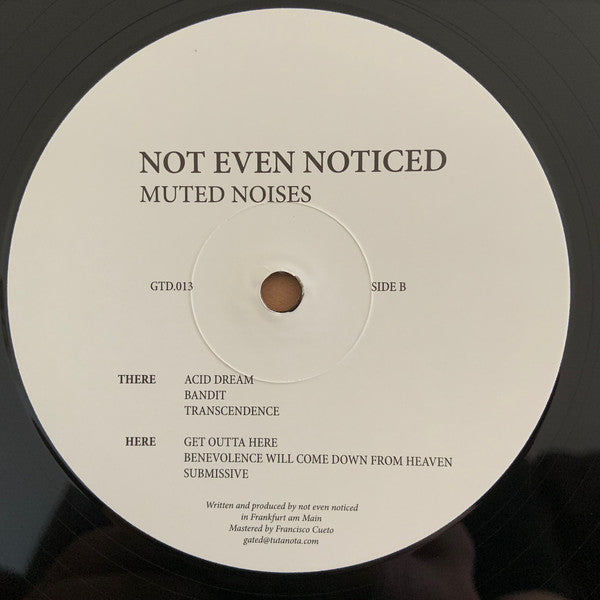 NOT EVEN NOTICED
MUTED NOISES
GTD.013 SIDE B
THERE ACID DREAM
BANDIT
TRANSCENDENCE
HERE GET OUTTA HERE
BENEVOLENCE WILL COME DOWN FROM HEAVEN
SUBMISSIVE
Written and produced by not even noticed
in Frankfurt am Main
Mastered by Francisco Cueto
gated@tutanota.com